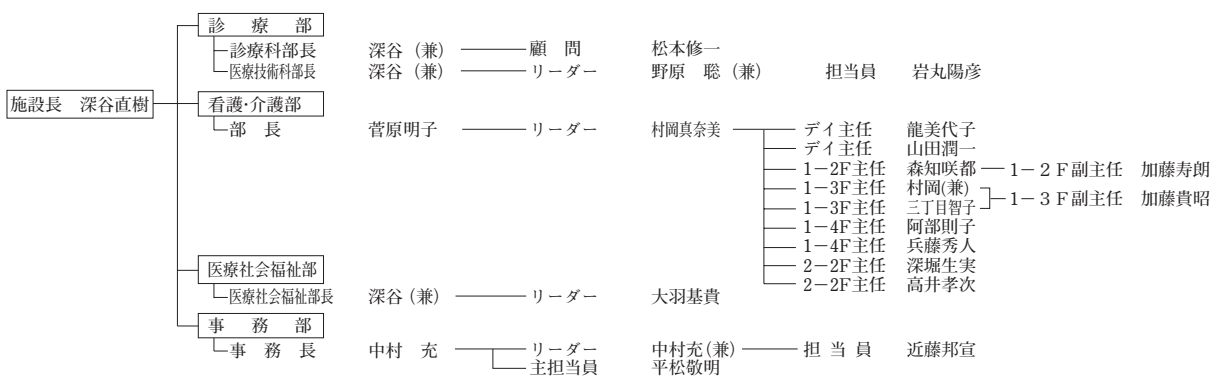 診療部
診療科部長 深谷(兼) 顧問 松本修一
医療技術科部長 深谷(兼) リーダー 野原 聡(兼) 担当員 岩丸陽彦
施設長 深谷直樹 看護・介護部
部長 菅原明子 リーダー 村岡真奈美 デイ主任 龍美代子
デイ主任 山田潤一
1-2F主任 森知咲都 1-2F副主任 加藤寿朗
1-3F主任 村岡(兼)
1-3F副主任 加藤貴昭
1-3F主任 三丁目智子
1-4F主任 阿部則子
1-4F主任 兵藤秀人
医療社会福祉部 2-2F主任 深堀生実
2-2F主任 高井孝次
医療社会福祉部長 深谷(兼) リーダー 大羽基貴
事務部
事務長 中村 充 リーダー 中村充(兼) 担当員 近藤邦宣
主担当員 平松敬明